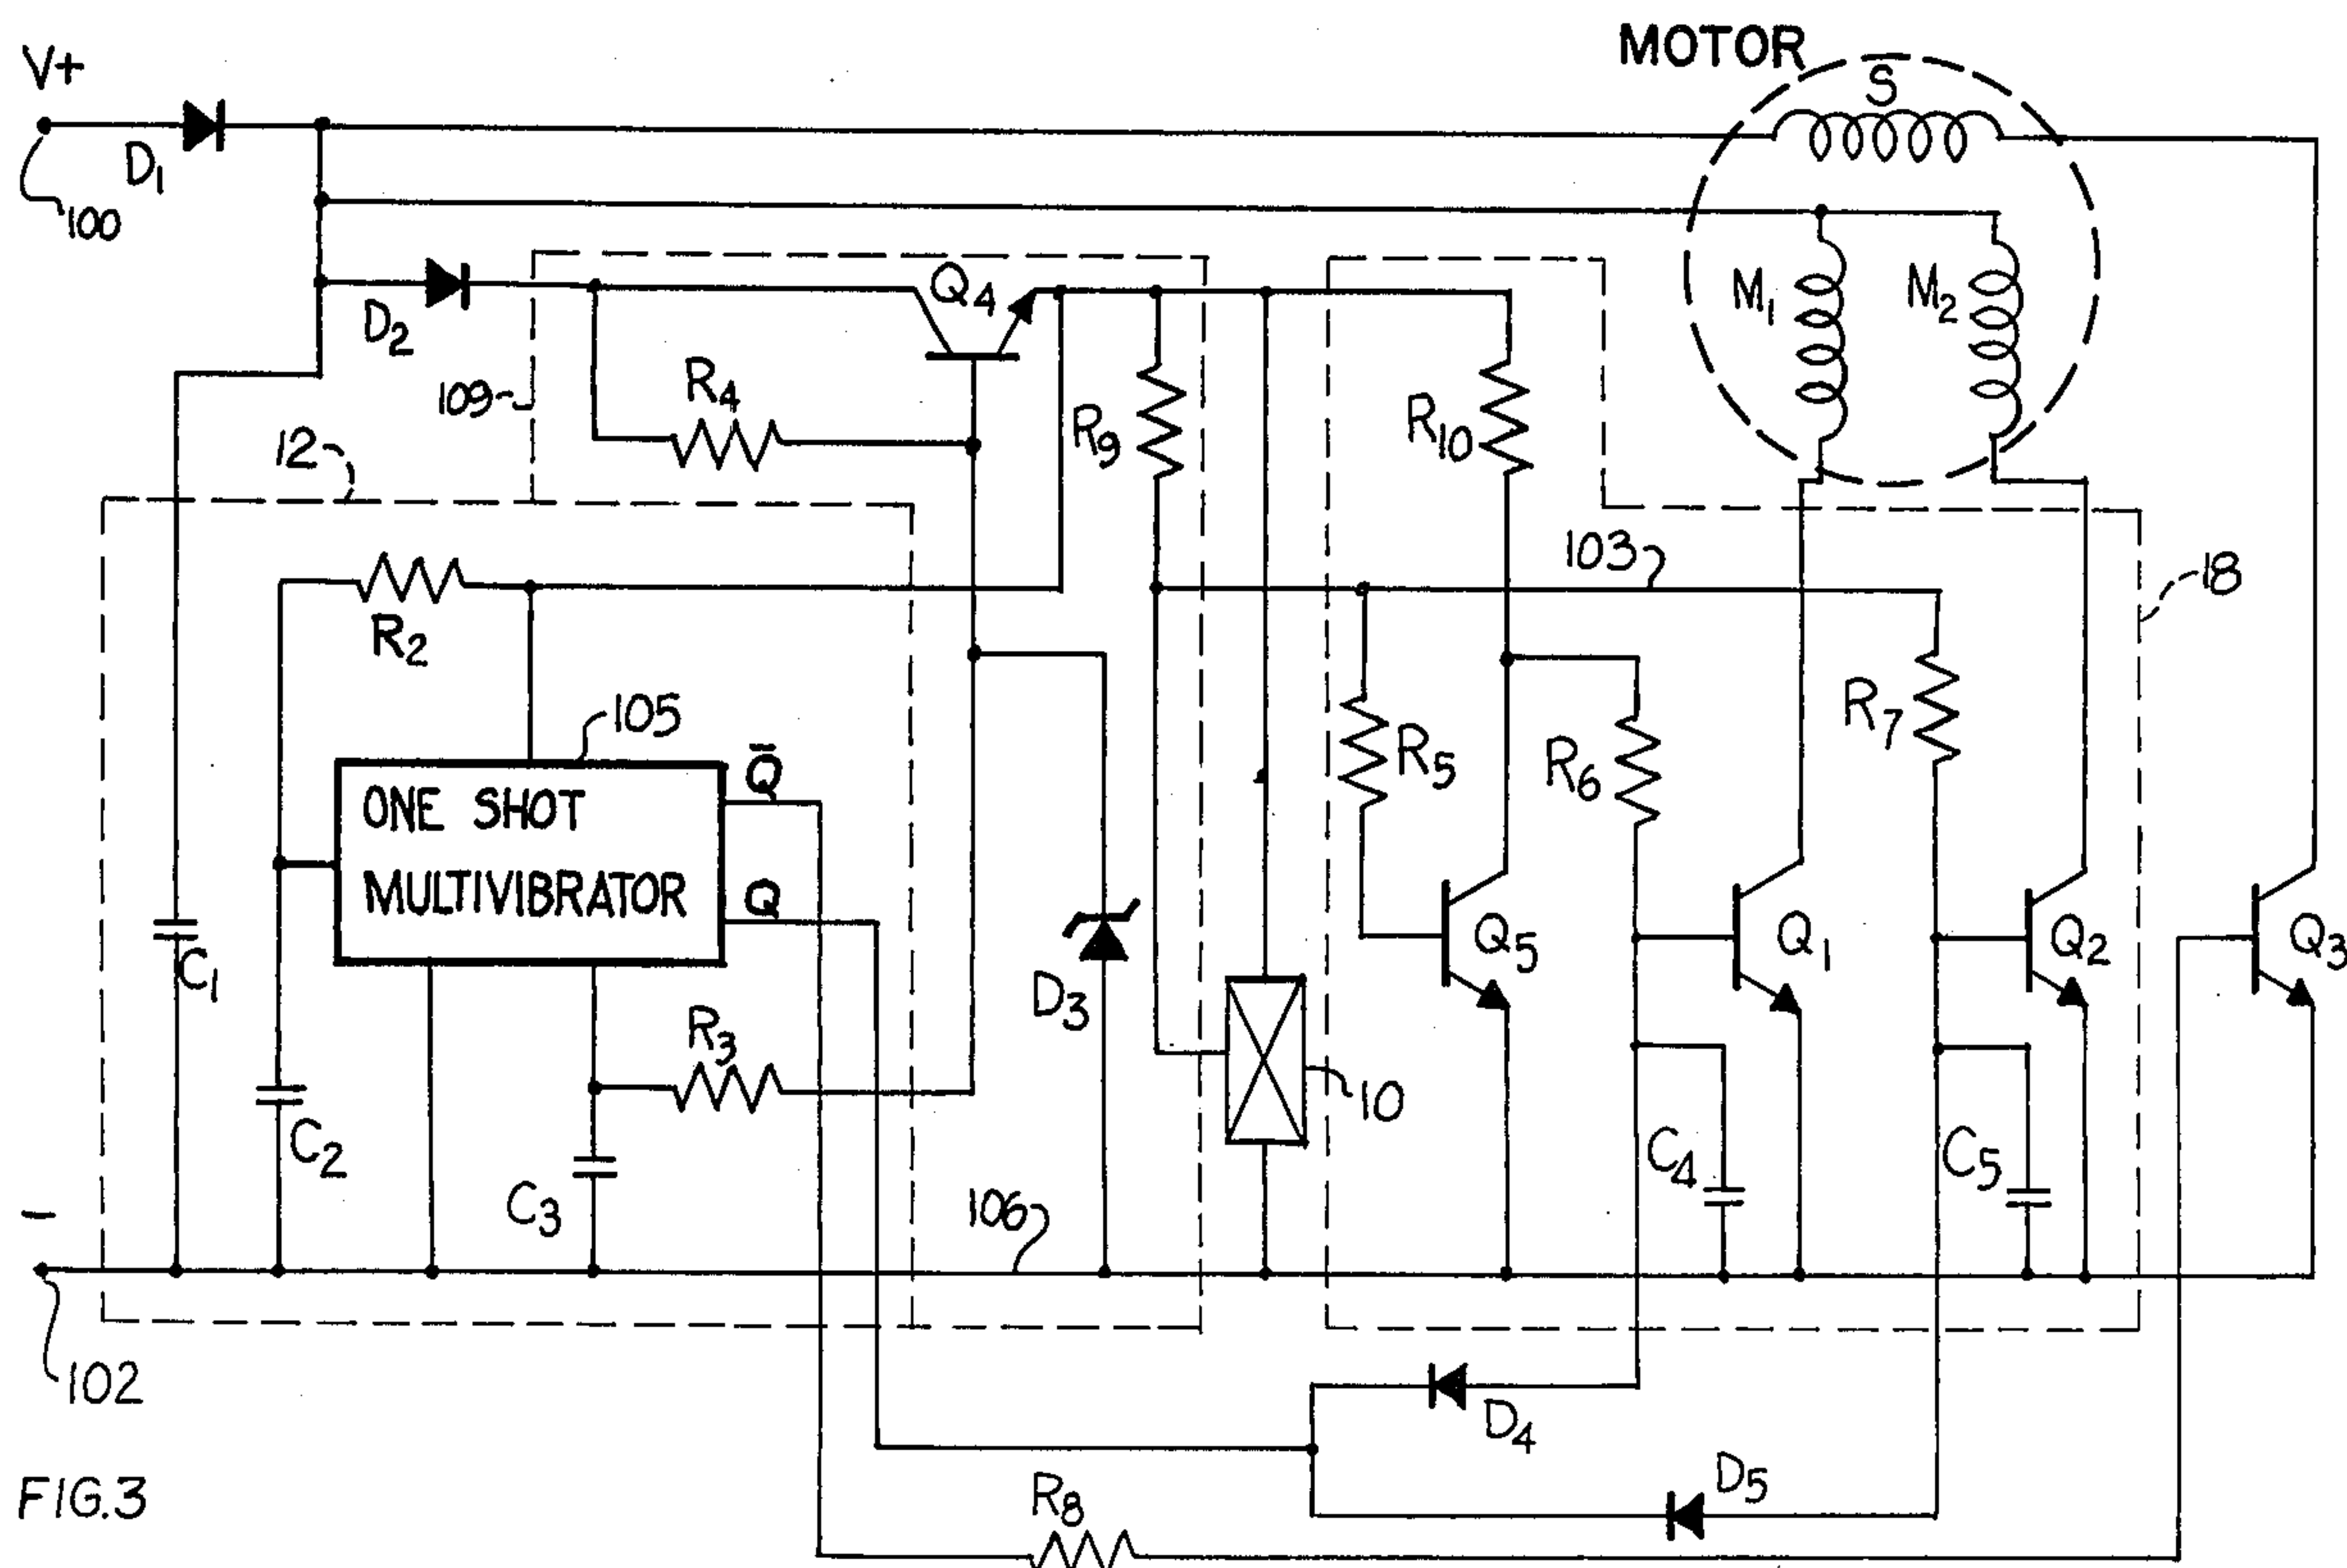 MOTOR
V+
S
D1
100
M1
M2
Q4
D2
109
R4
R9
R10
12
103
18
R2
105
R7
R5
R6
Q̄
ONE SHOT
MULTIVIBRATOR
Q
Q5
Q1
Q2
Q3
C1
D3
R3
10
C2
C4
C5
C3
106
−
102
D4
D5
R8
FIG.3